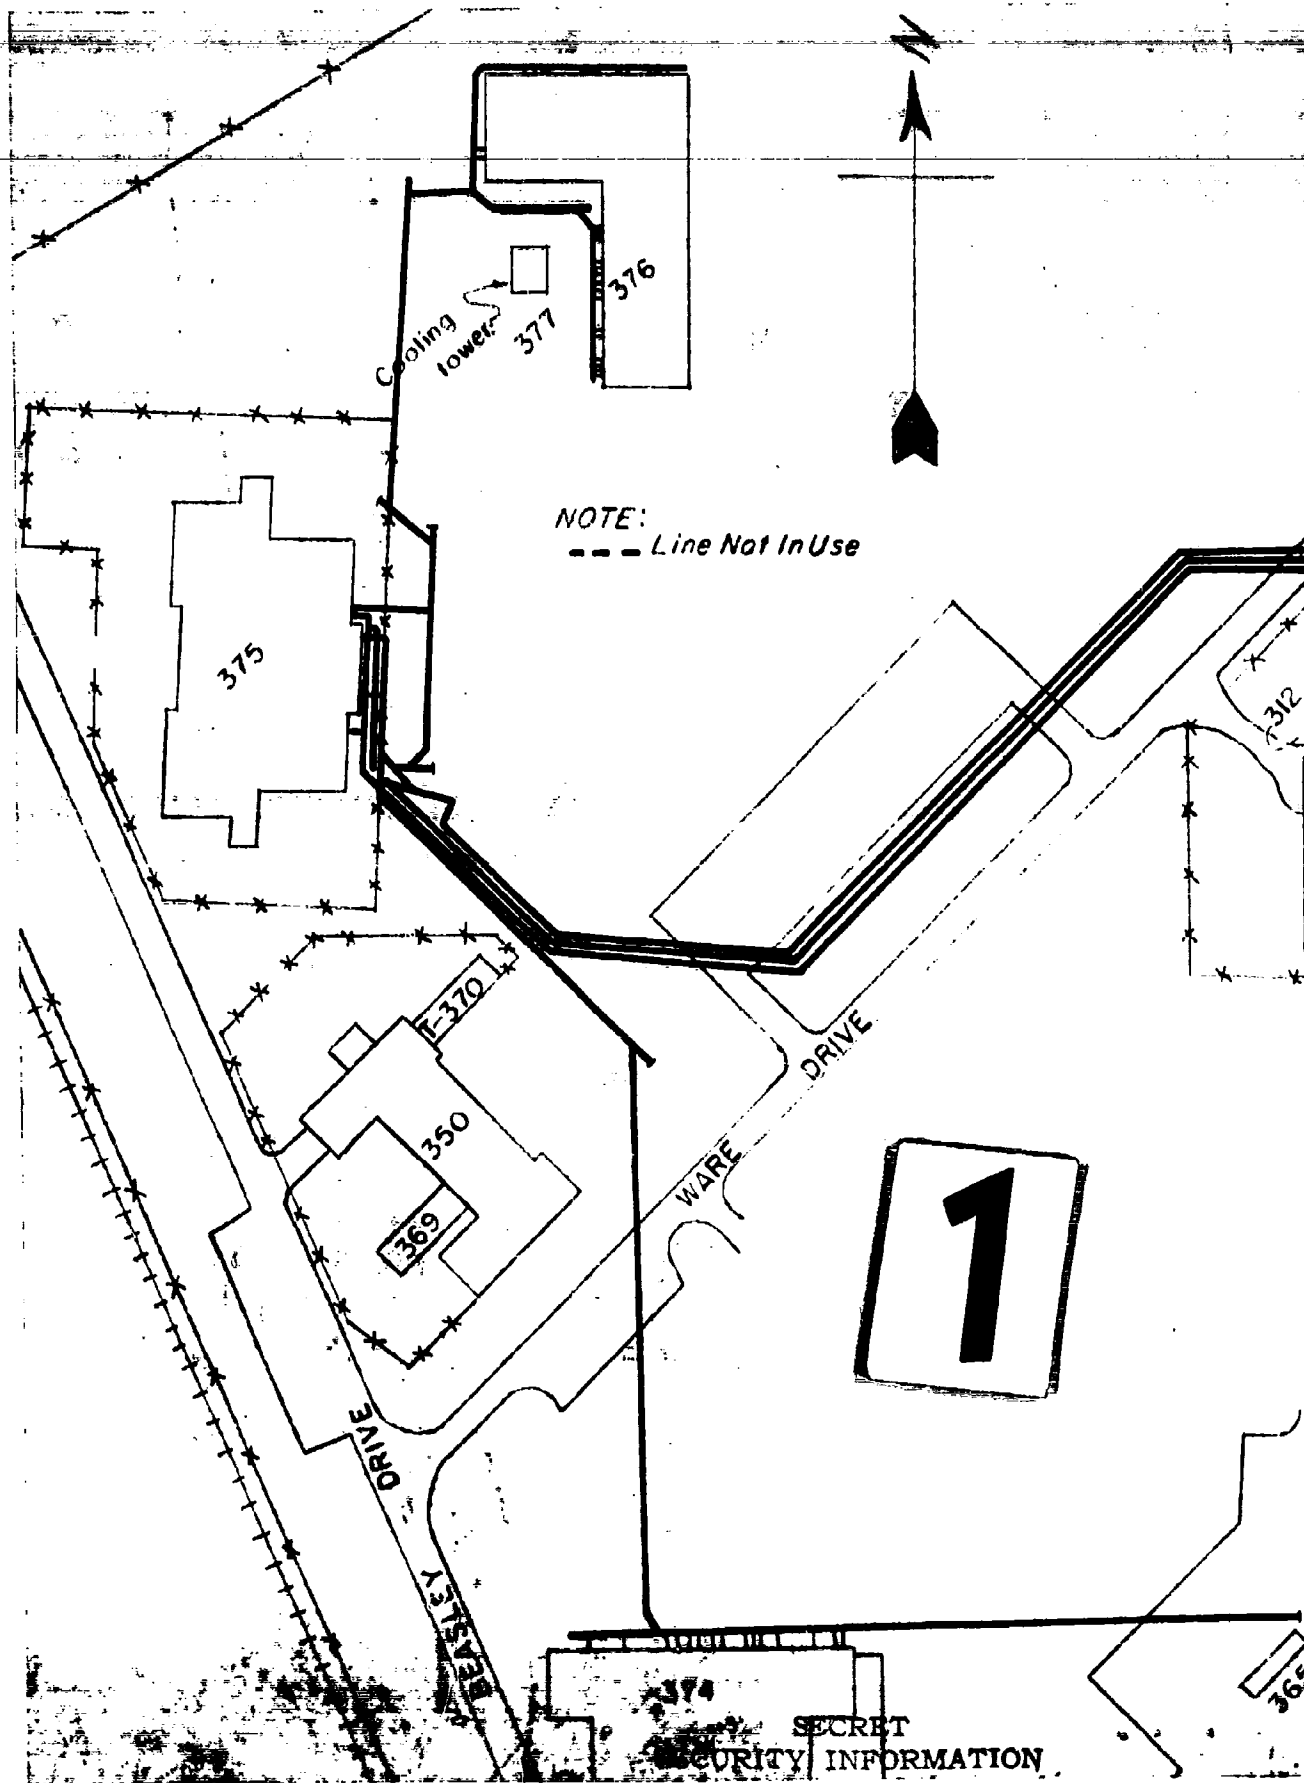 N
376
Cooling
tower
377
NOTE:
--- Line Not In Use
375
312
T-370
DRIVE
350
WARE
369
1
DRIVE
BEASLEY
374
365
SECRET
SECURITY INFORMATION